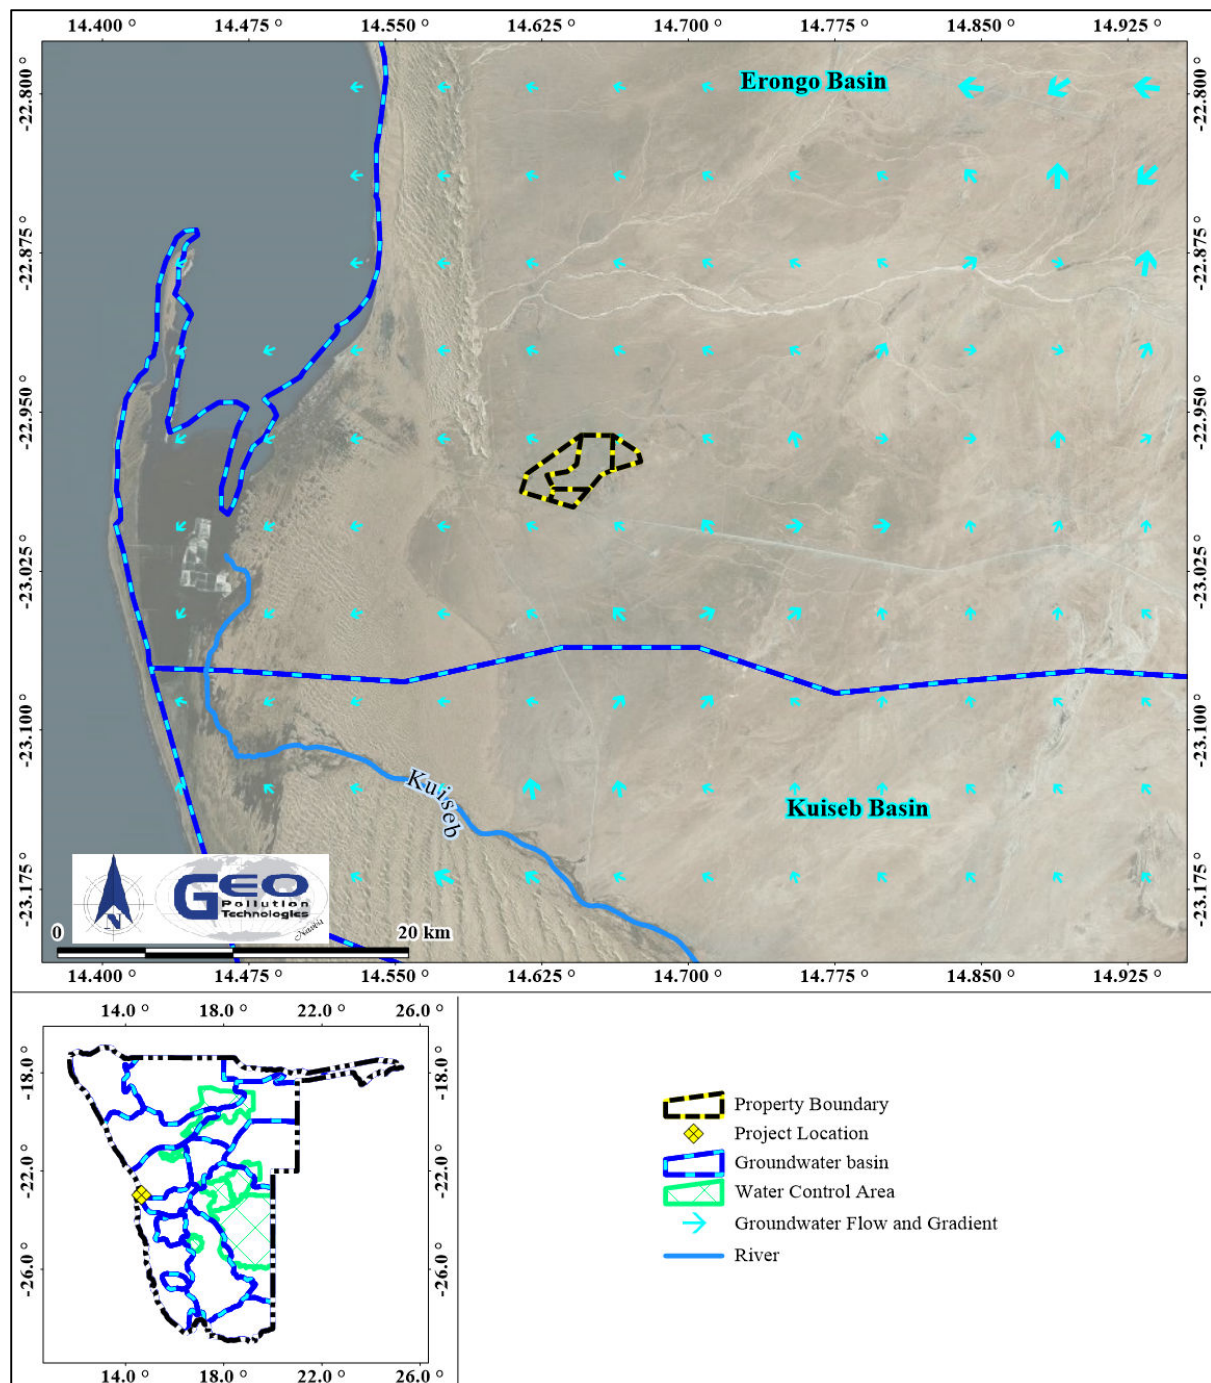 14.400 ° 14.475 ° 14.550 ° 14.625 ° 14.700 ° 14.775 ° 14.850 ° 14.925 °
Erongo Basin
-22.800 ° -22.800 °
-22.875 ° -22.875 °
-22.950 ° -22.950 °
-23.025 ° -23.025 °
-23.100 ° -23.100 °
Kuiseb
Kuiseb Basin
-23.175 ° -23.175 °
N
GEO
Pollution
Technologies
Namibia
0 20 km
14.400 ° 14.475 ° 14.550 ° 14.625 ° 14.700 ° 14.775 ° 14.850 ° 14.925 °
14.0 ° 18.0 ° 22.0 ° 26.0 °
-18.0 ° -18.0 °
-22.0 ° -22.0 °
-26.0 ° -26.0 °
14.0 ° 18.0 ° 22.0 ° 26.0 °
Property Boundary
Project Location
Groundwater basin
Water Control Area
Groundwater Flow and Gradient
River